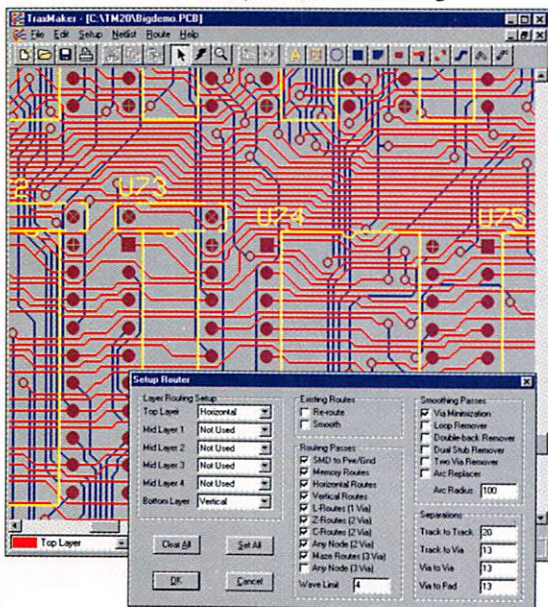 TraxMaker - [C:\TM20\Bigdemo.PCB]
File Edit Setup Netlist Route Help
U73
U74
U75
Setup Router
Layer Routing Setup
Top Layer Horizontal
Mid Layer 1 Not Used
Mid Layer 2 Not Used
Mid Layer 3 Not Used
Mid Layer 4 Not Used
Bottom Layer Vertical
Clear All Set All
OK Cancel
Existing Routes
Re-route
Smooth
Routing Passes
SMD to Pwr/Gnd
Memory Routes
Horizontal Routes
Vertical Routes
L-Routes (1 Via)
Z-Routes (2 Via)
C-Routes (2 Via)
Any Node (2 Via)
Maze Routes (3 Via)
Any Node (3 Via)
Wave Limit 4
Smoothing Passes
Via Minimization
Loop Remover
Double-back Remover
Dual Stub Remover
Two Via Remover
Arc Replacer
Arc Radius 100
Separations
Track to Track 20
Track to Via 13
Via to Via 13
Via to Pad 13
Top Layer